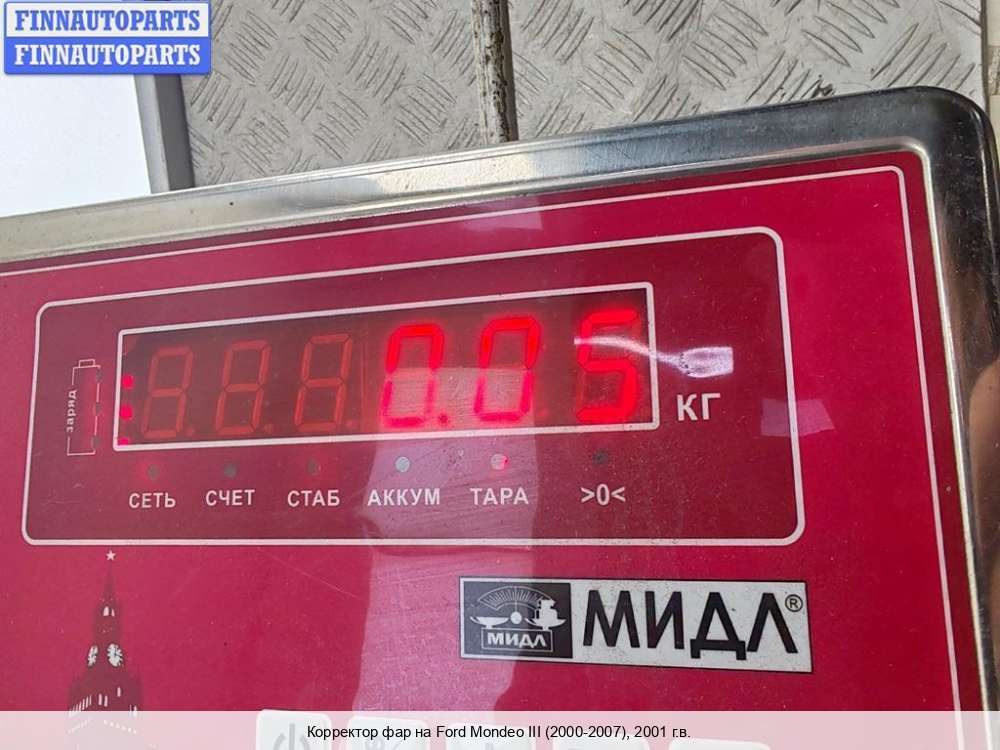 FINNAUTOPARTS
FINNAUTOPARTS
заряд
0.05
КГ
СЕТЬ СЧЕТ СТАБ АККУМ ТАРА >0<
МИДЛ МИДЛ®
Корректор фар на Ford Mondeo III (2000-2007), 2001 г.в.